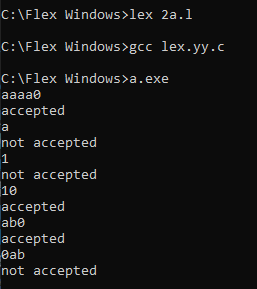 C:\Flex Windows>lex 2a.l
C:\Flex Windows>gcc lex.yy.c
C:\Flex Windows>a.exe
aaaa0
accepted
a
not accepted
1
not accepted
10
accepted
ab0
accepted
0ab
not accepted